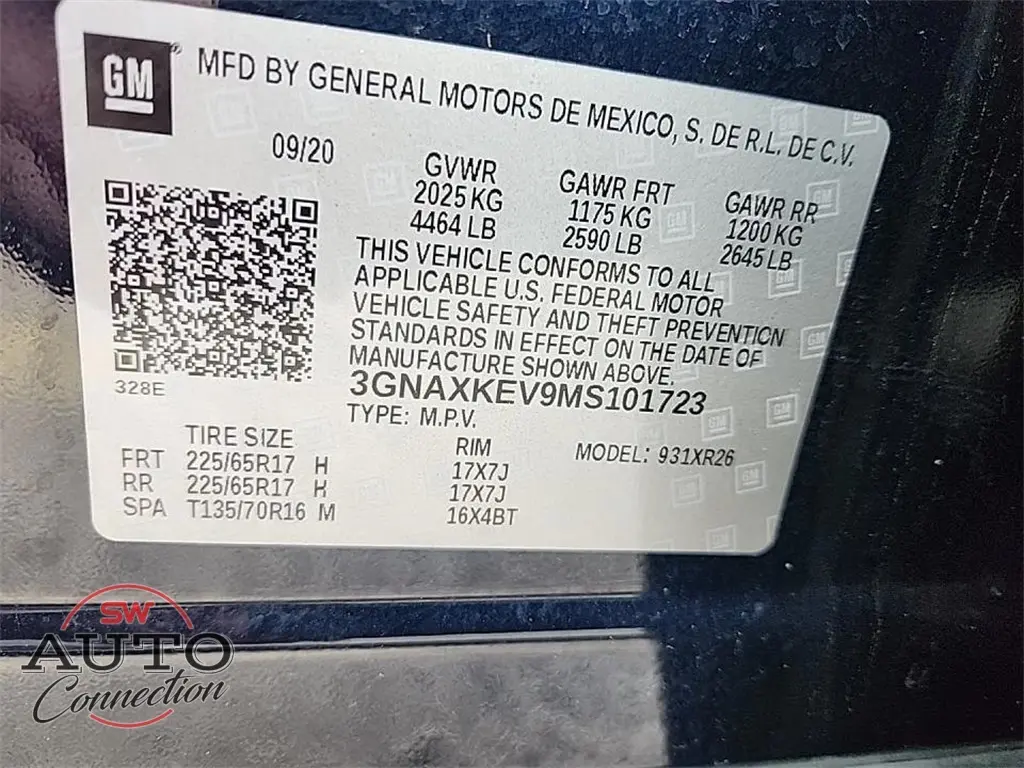 GM
MFD BY GENERAL MOTORS DE MEXICO, S. DE R.L. DE C.V.
09/20
GVWR
2025 KG
4464 LB
GAWR FRT
1175 KG
2590 LB
GAWR RR
1200 KG
2645 LB
THIS VEHICLE CONFORMS TO ALL
APPLICABLE U.S. FEDERAL MOTOR
VEHICLE SAFETY AND THEFT PREVENTION
STANDARDS IN EFFECT ON THE DATE OF
MANUFACTURE SHOWN ABOVE.
328E
3GNAXKEV9MS101723
TYPE: M.P.V.
MODEL: 931XR26
TIRE SIZE RIM
FRT 225/65R17 H 17X7J
RR 225/65R17 H 17X7J
SPA T135/70R16 M 16X4BT
SW
AUTO
Connection